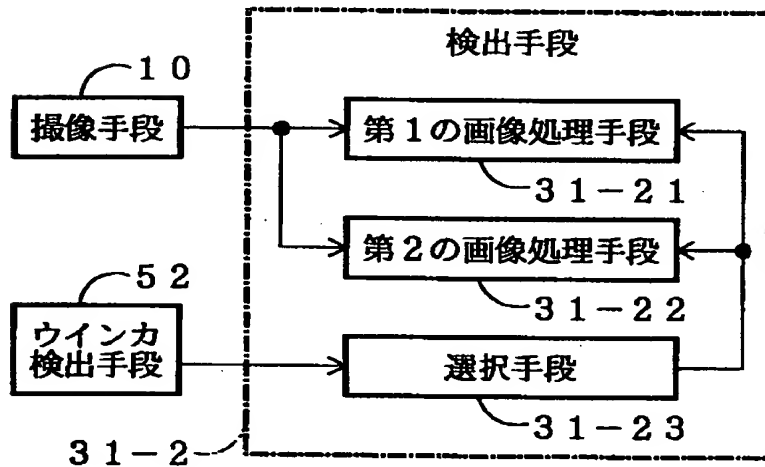 検出手段
10
撮像手段
第1の画像処理手段
31-21
第2の画像処理手段
31-22
52
ウインカ
検出手段
選択手段
31-23
31-2